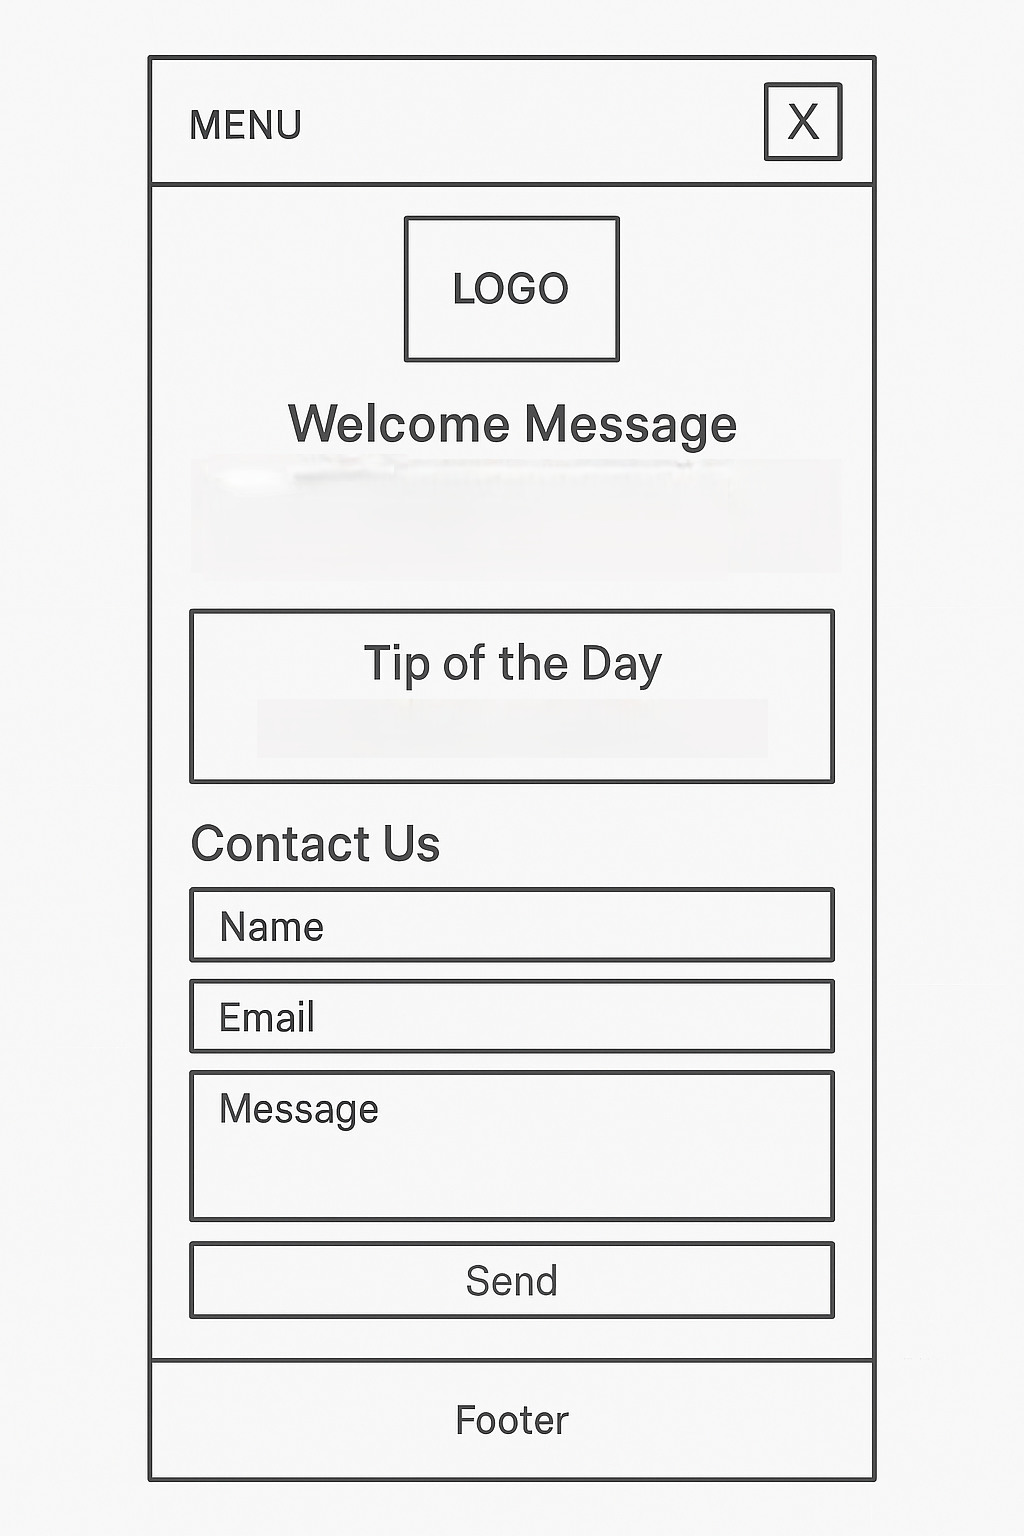 MENU
X
LOGO
Welcome Message
Tip of the Day
Contact Us
Name
Email
Message
Send
Footer